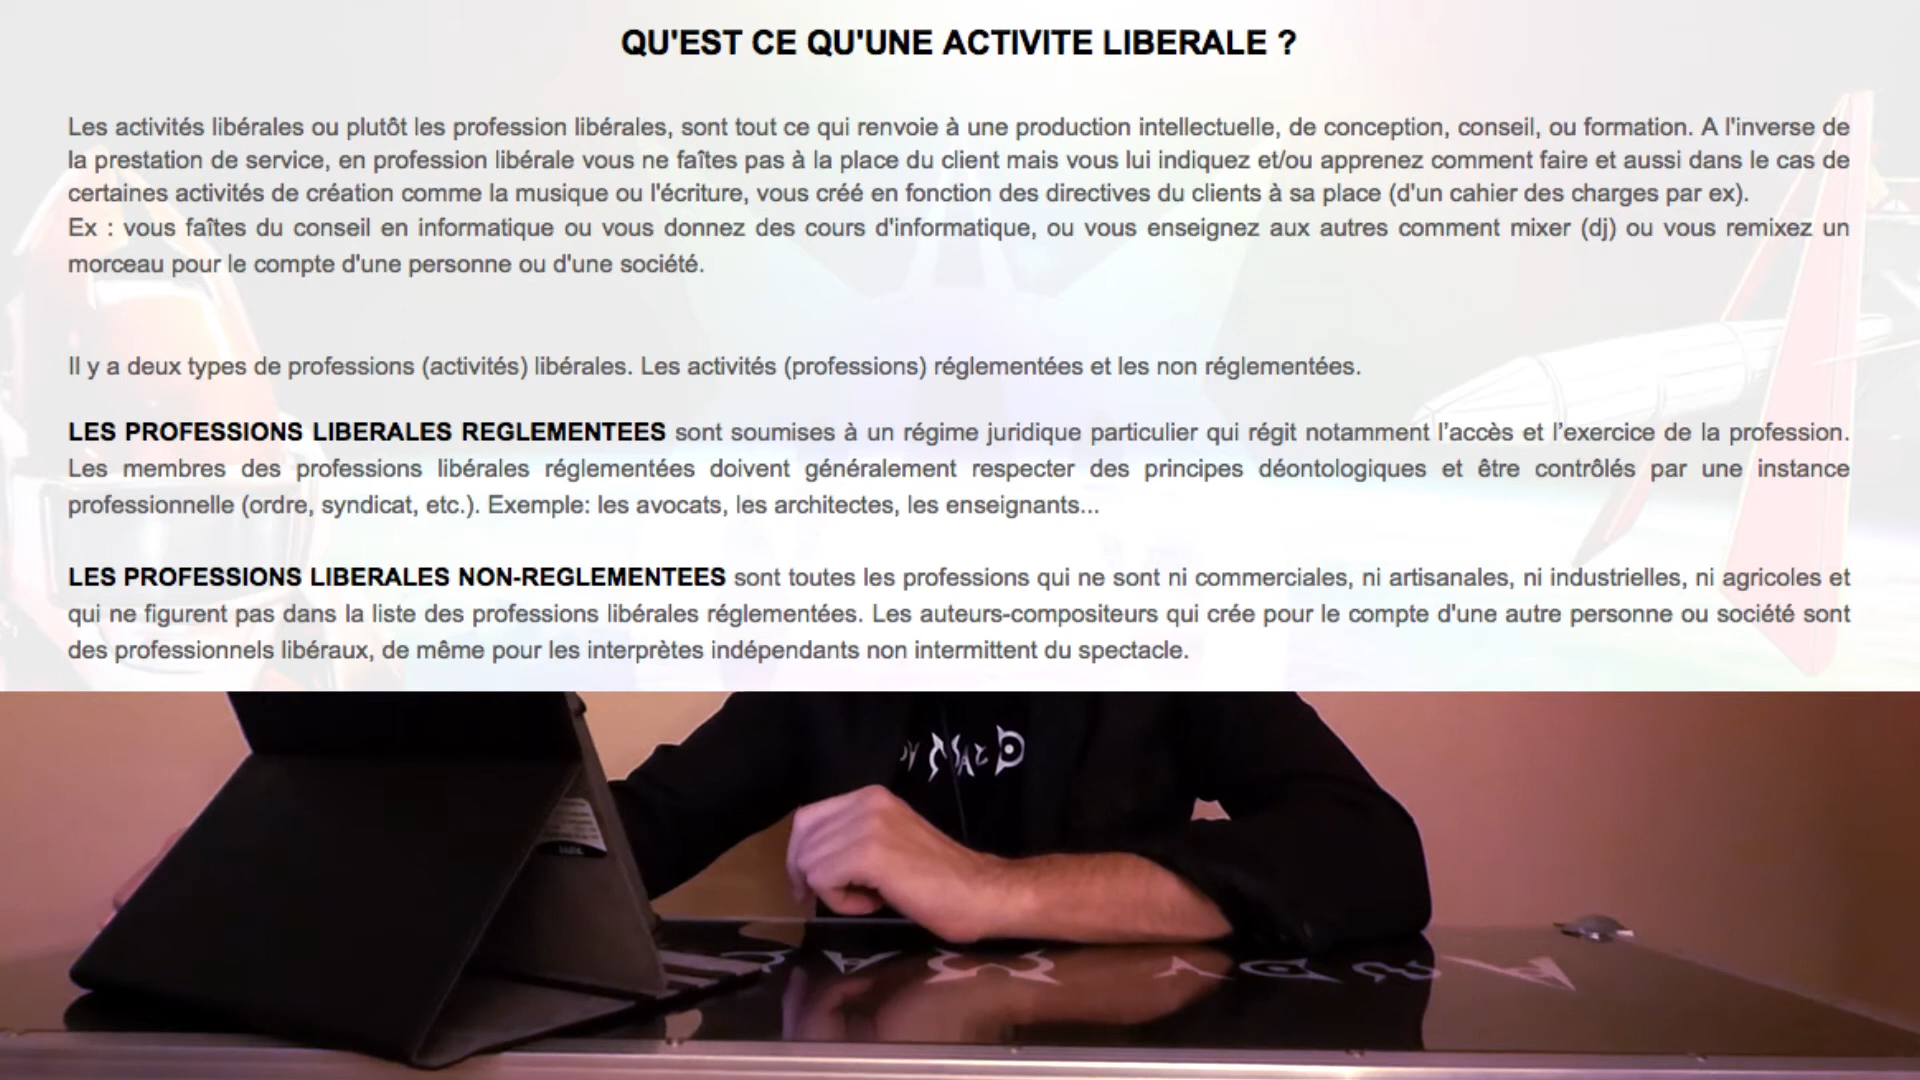 QU'EST CE QU'UNE ACTIVITE LIBERALE ?
Les activités libérales ou plutôt les profession libérales, sont tout ce qui renvoie à une production intellectuelle, de conception, conseil, ou formation. A l'inverse de
la prestation de service, en profession libérale vous ne faîtes pas à la place du client mais vous lui indiquez et/ou apprenez comment faire et aussi dans le cas de
certaines activités de création comme la musique ou l'écriture, vous créé en fonction des directives du clients à sa place (d'un cahier des charges par ex).
Ex : vous faîtes du conseil en informatique ou vous donnez des cours d'informatique, ou vous enseignez aux autres comment mixer (dj) ou vous remixez un
morceau pour le compte d'une personne ou d'une société.
Il y a deux types de professions (activités) libérales. Les activités (professions) réglementées et les non réglementées.
LES PROFESSIONS LIBERALES REGLEMENTEES sont soumises à un régime juridique particulier qui régit notamment l’accès et l’exercice de la profession.
Les membres des professions libérales réglementées doivent généralement respecter des principes déontologiques et être contrôlés par une instance
professionnelle (ordre, syndicat, etc.). Exemple: les avocats, les architectes, les enseignants...
LES PROFESSIONS LIBERALES NON-REGLEMENTEES sont toutes les professions qui ne sont ni commerciales, ni artisanales, ni industrielles, ni agricoles et
qui ne figurent pas dans la liste des professions libérales réglementées. Les auteurs-compositeurs qui crée pour le compte d'une autre personne ou société sont
des professionnels libéraux, de même pour les interprètes indépendants non intermittent du spectacle.